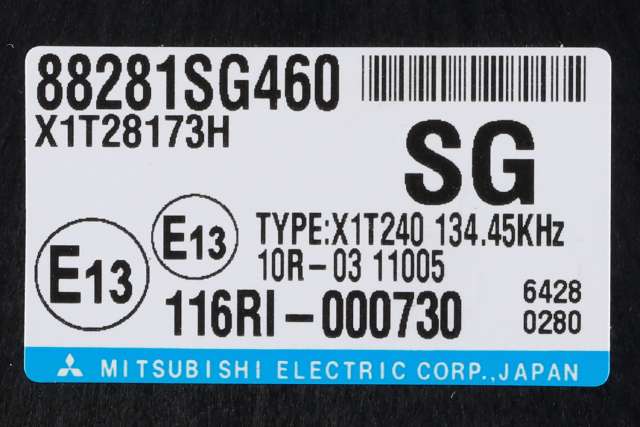 88281SG460
X1T28173H
SG
E13
E13
TYPE:X1T240 134.45KHz
10R-03 11005
116RI-000730
6428
0280
MITSUBISHI ELECTRIC CORP.,JAPAN